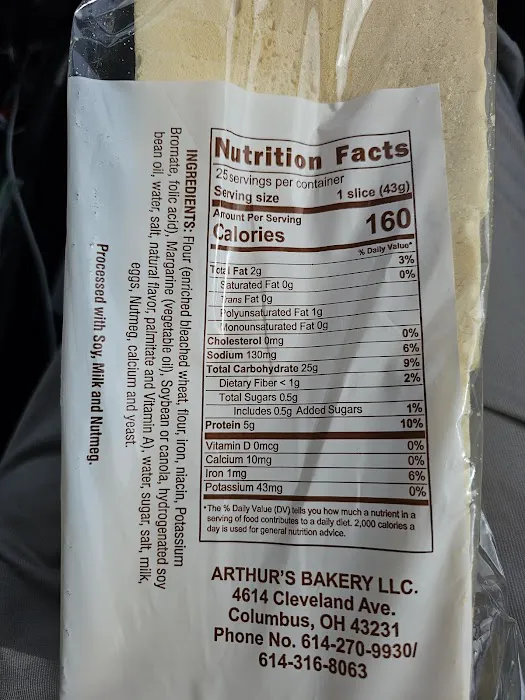 Nutrition Facts
25 servings per container
Serving size 1 slice (43g)
Amount Per Serving
Calories 160
% Daily Value*
Total Fat 2g 3%
Saturated Fat 0g 0%
Trans Fat 0g
Polyunsaturated Fat 1g
Monounsaturated Fat 0g
Cholesterol 0mg 0%
Sodium 130mg 6%
Total Carbohydrate 25g 9%
Dietary Fiber < 1g 2%
Total Sugars 0.5g
Includes 0.5g Added Sugars 1%
Protein 5g 10%
Vitamin D 0mcg 0%
Calcium 10mg 0%
Iron 1mg 6%
Potassium 43mg 0%
*The % Daily Value (DV) tells you how much a nutrient in a
serving of food contributes to a daily diet. 2,000 calories a
day is used for general nutrition advice.
ARTHUR'S BAKERY LLC.
4614 Cleveland Ave.
Columbus, OH 43231
Phone No. 614-270-9930/
614-316-8063
INGREDIENTS: Flour (enriched bleached wheat, flour, iron, niacin, Potassium
Bromate, folic acid), Margarine (vegetable oil), Soybean or canola, hydrogenated soy
bean oil, water, salt, natural flavor, palmitate and Vitamin A), water, sugar, salt, milk,
eggs, Nutmeg, calcium and yeast.
Processed with Soy, Milk and Nutmeg.